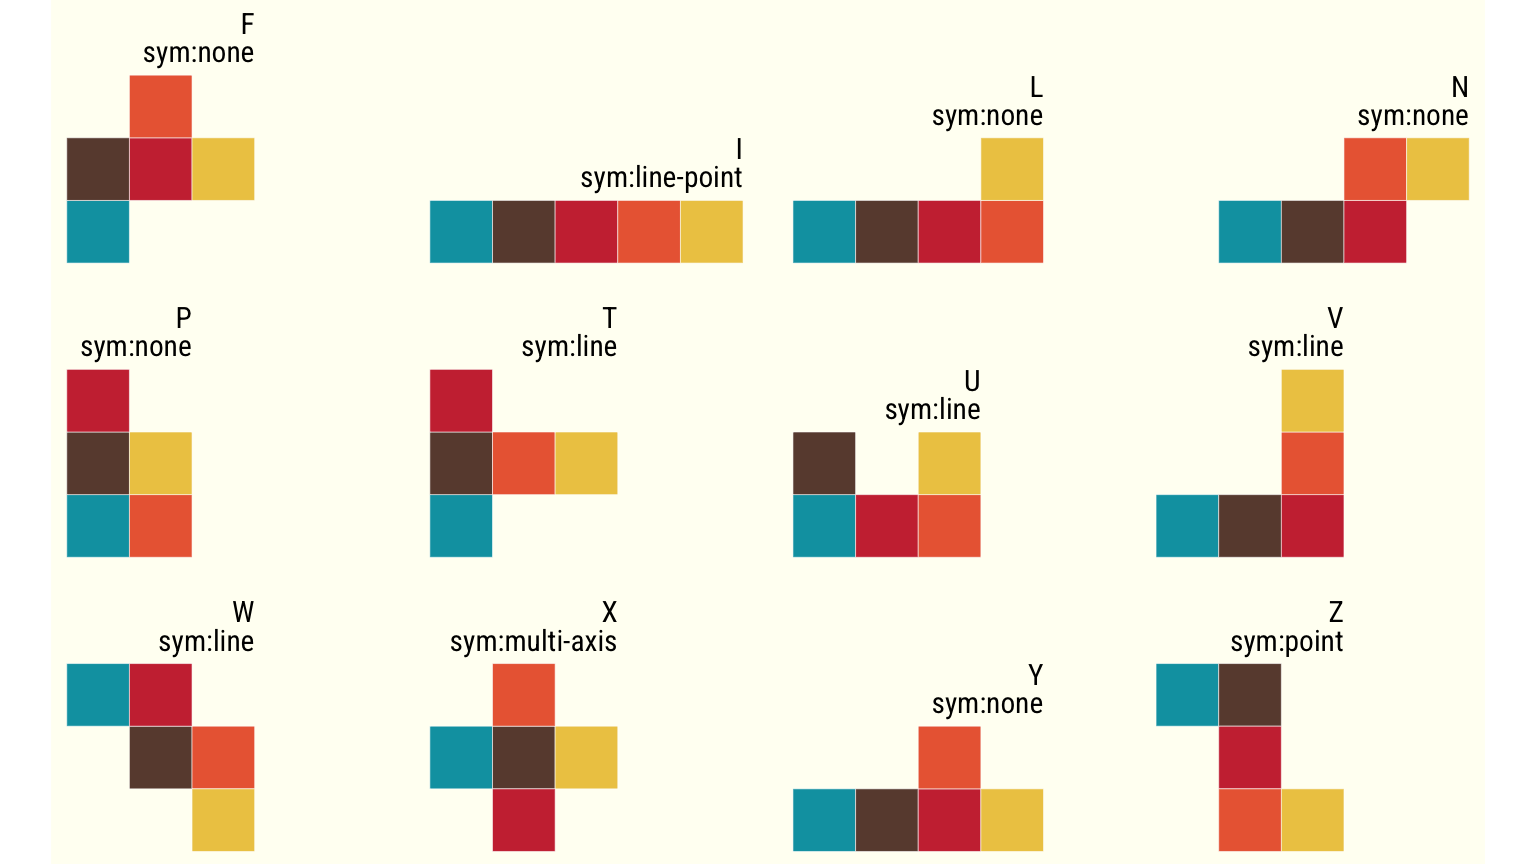 F
sym:none
I
sym:line-point
L
sym:none
N
sym:none
P
sym:none
T
sym:line
U
sym:line
V
sym:line
W
sym:line
X
sym:multi-axis
Y
sym:none
Z
sym:point